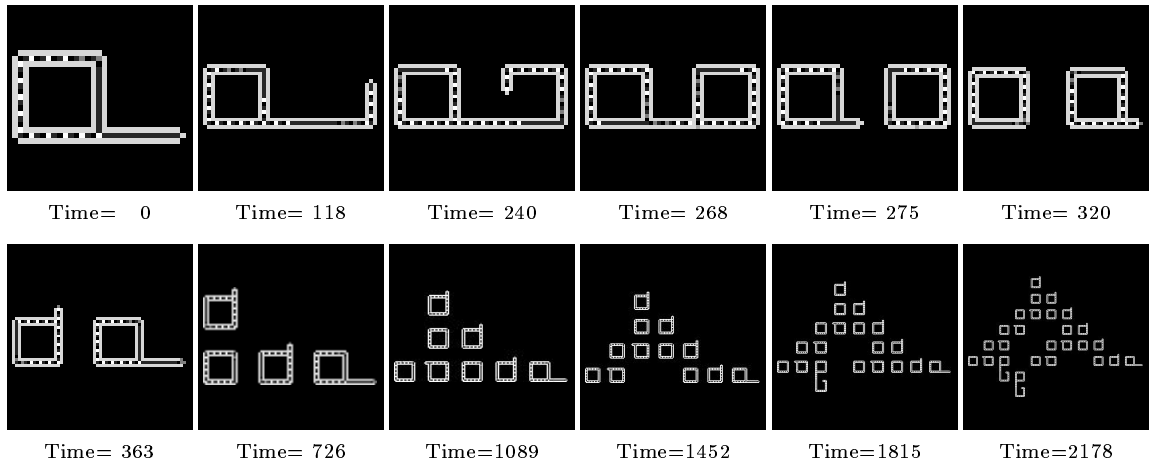 Time= 0 Time= 118 Time= 240 Time= 268 Time= 275 Time= 320
Time= 363 Time= 726 Time=1089 Time=1452 Time=1815 Time=2178